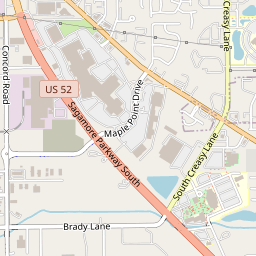 Creasy Lane
Concord Road
US 52
Maple Point Drive
Sagamore Parkway South
South Creasy Lane
Brady Lane